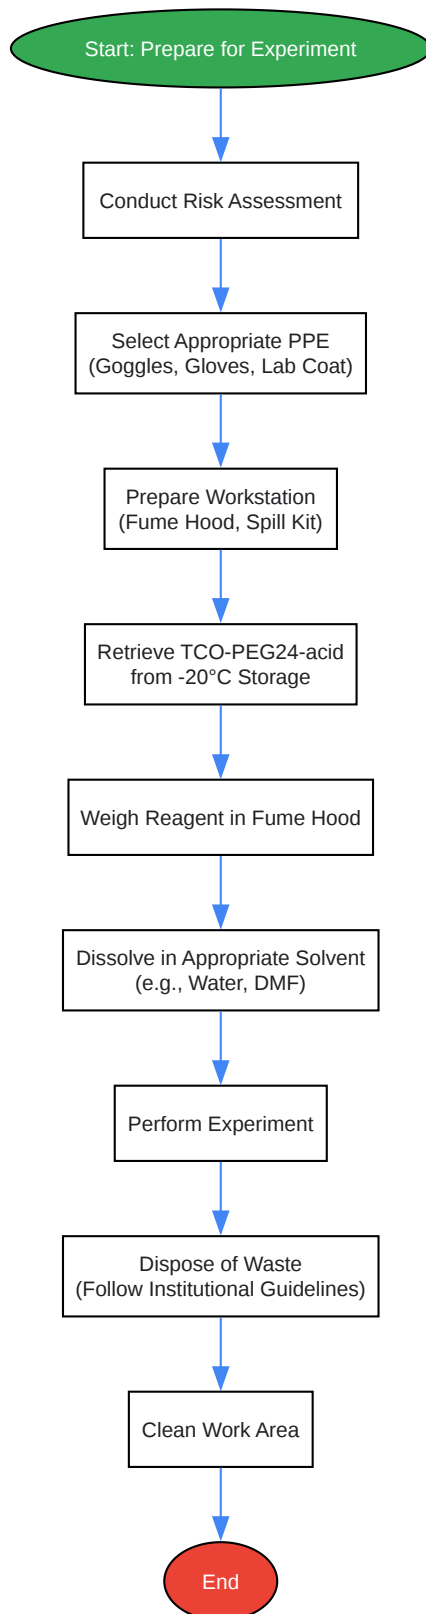 Start: Prepare for Experiment
Conduct Risk Assessment
Select Appropriate PPE
(Goggles, Gloves, Lab Coat)
Prepare Workstation
(Fume Hood, Spill Kit)
Retrieve TCO-PEG24-acid
from -20°C Storage
Weigh Reagent in Fume Hood
Dissolve in Appropriate Solvent
(e.g., Water, DMF)
Perform Experiment
Dispose of Waste
(Follow Institutional Guidelines)
Clean Work Area
End